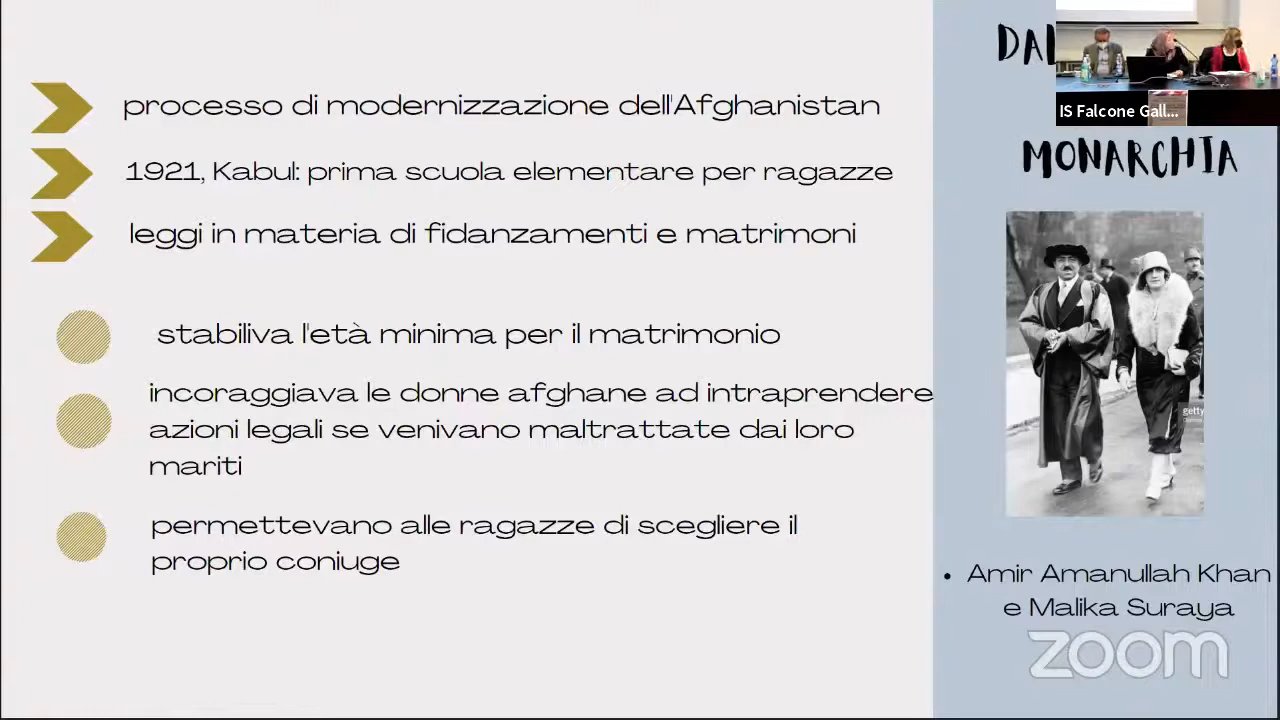 processo di modernizzazione dell'Afghanistan
1921, Kabul: prima scuola elementare per ragazze
leggi in materia di fidanzamenti e matrimoni
stabiliva l'età minima per il matrimonio
incoraggiava le donne afghane ad intraprendere
azioni legali se venivano maltrattate dai loro
mariti
permettevano alle ragazze di scegliere il
proprio coniuge
IS Falcone Gall...
MONARCHIA
getty
• Amir Amanullah Khan
e Malika Suraya
zoom